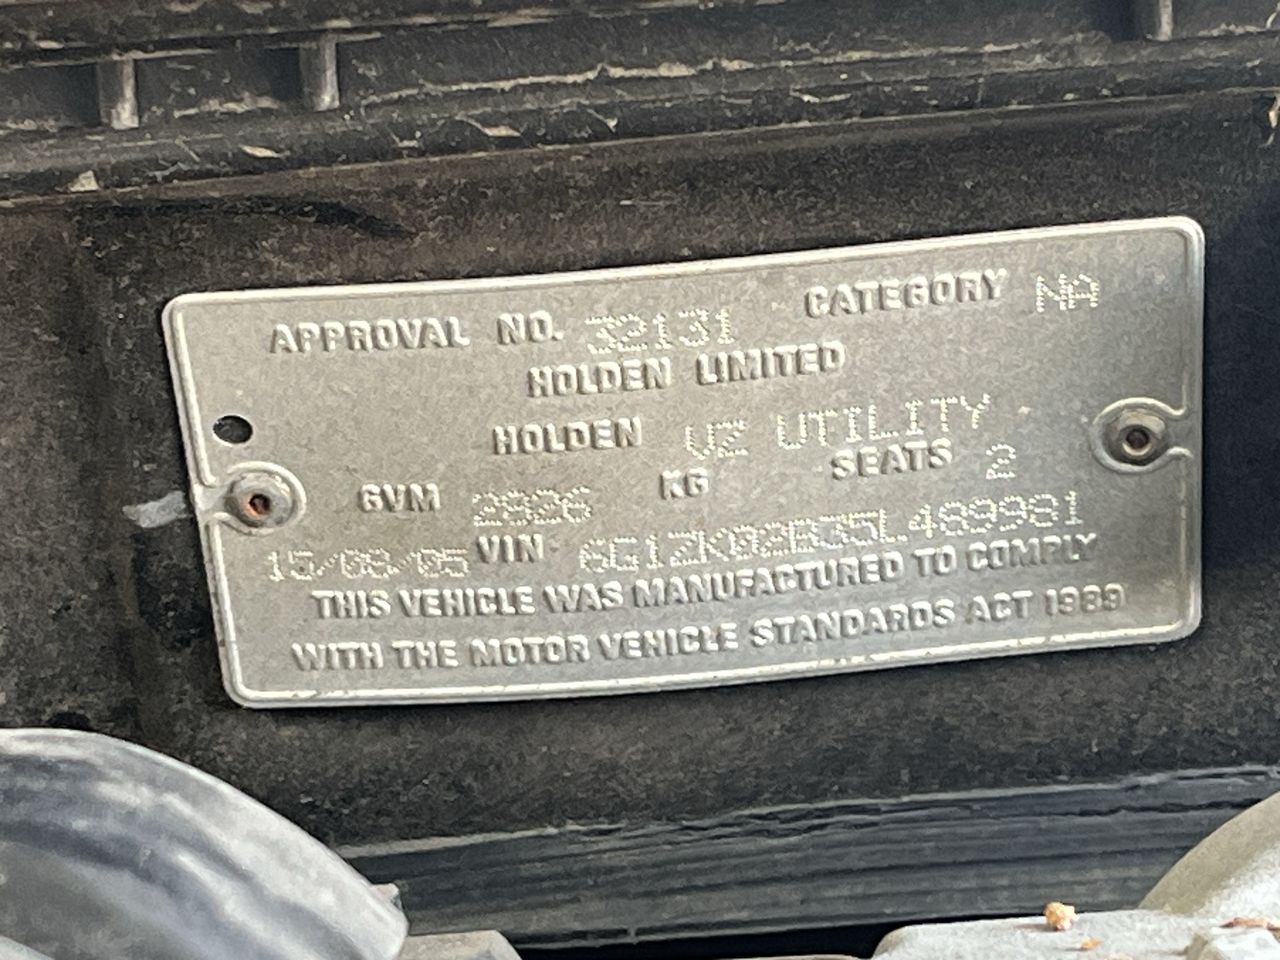 APPROVAL NO. 32131 CATEGORY NA
HOLDEN LIMITED
HOLDEN VZ UTILITY
GVM 2926 KG SEATS 2
15/08/05 VIN 6G1ZK02B35L489981
THIS VEHICLE WAS MANUFACTURED TO COMPLY
WITH THE MOTOR VEHICLE STANDARDS ACT 1989